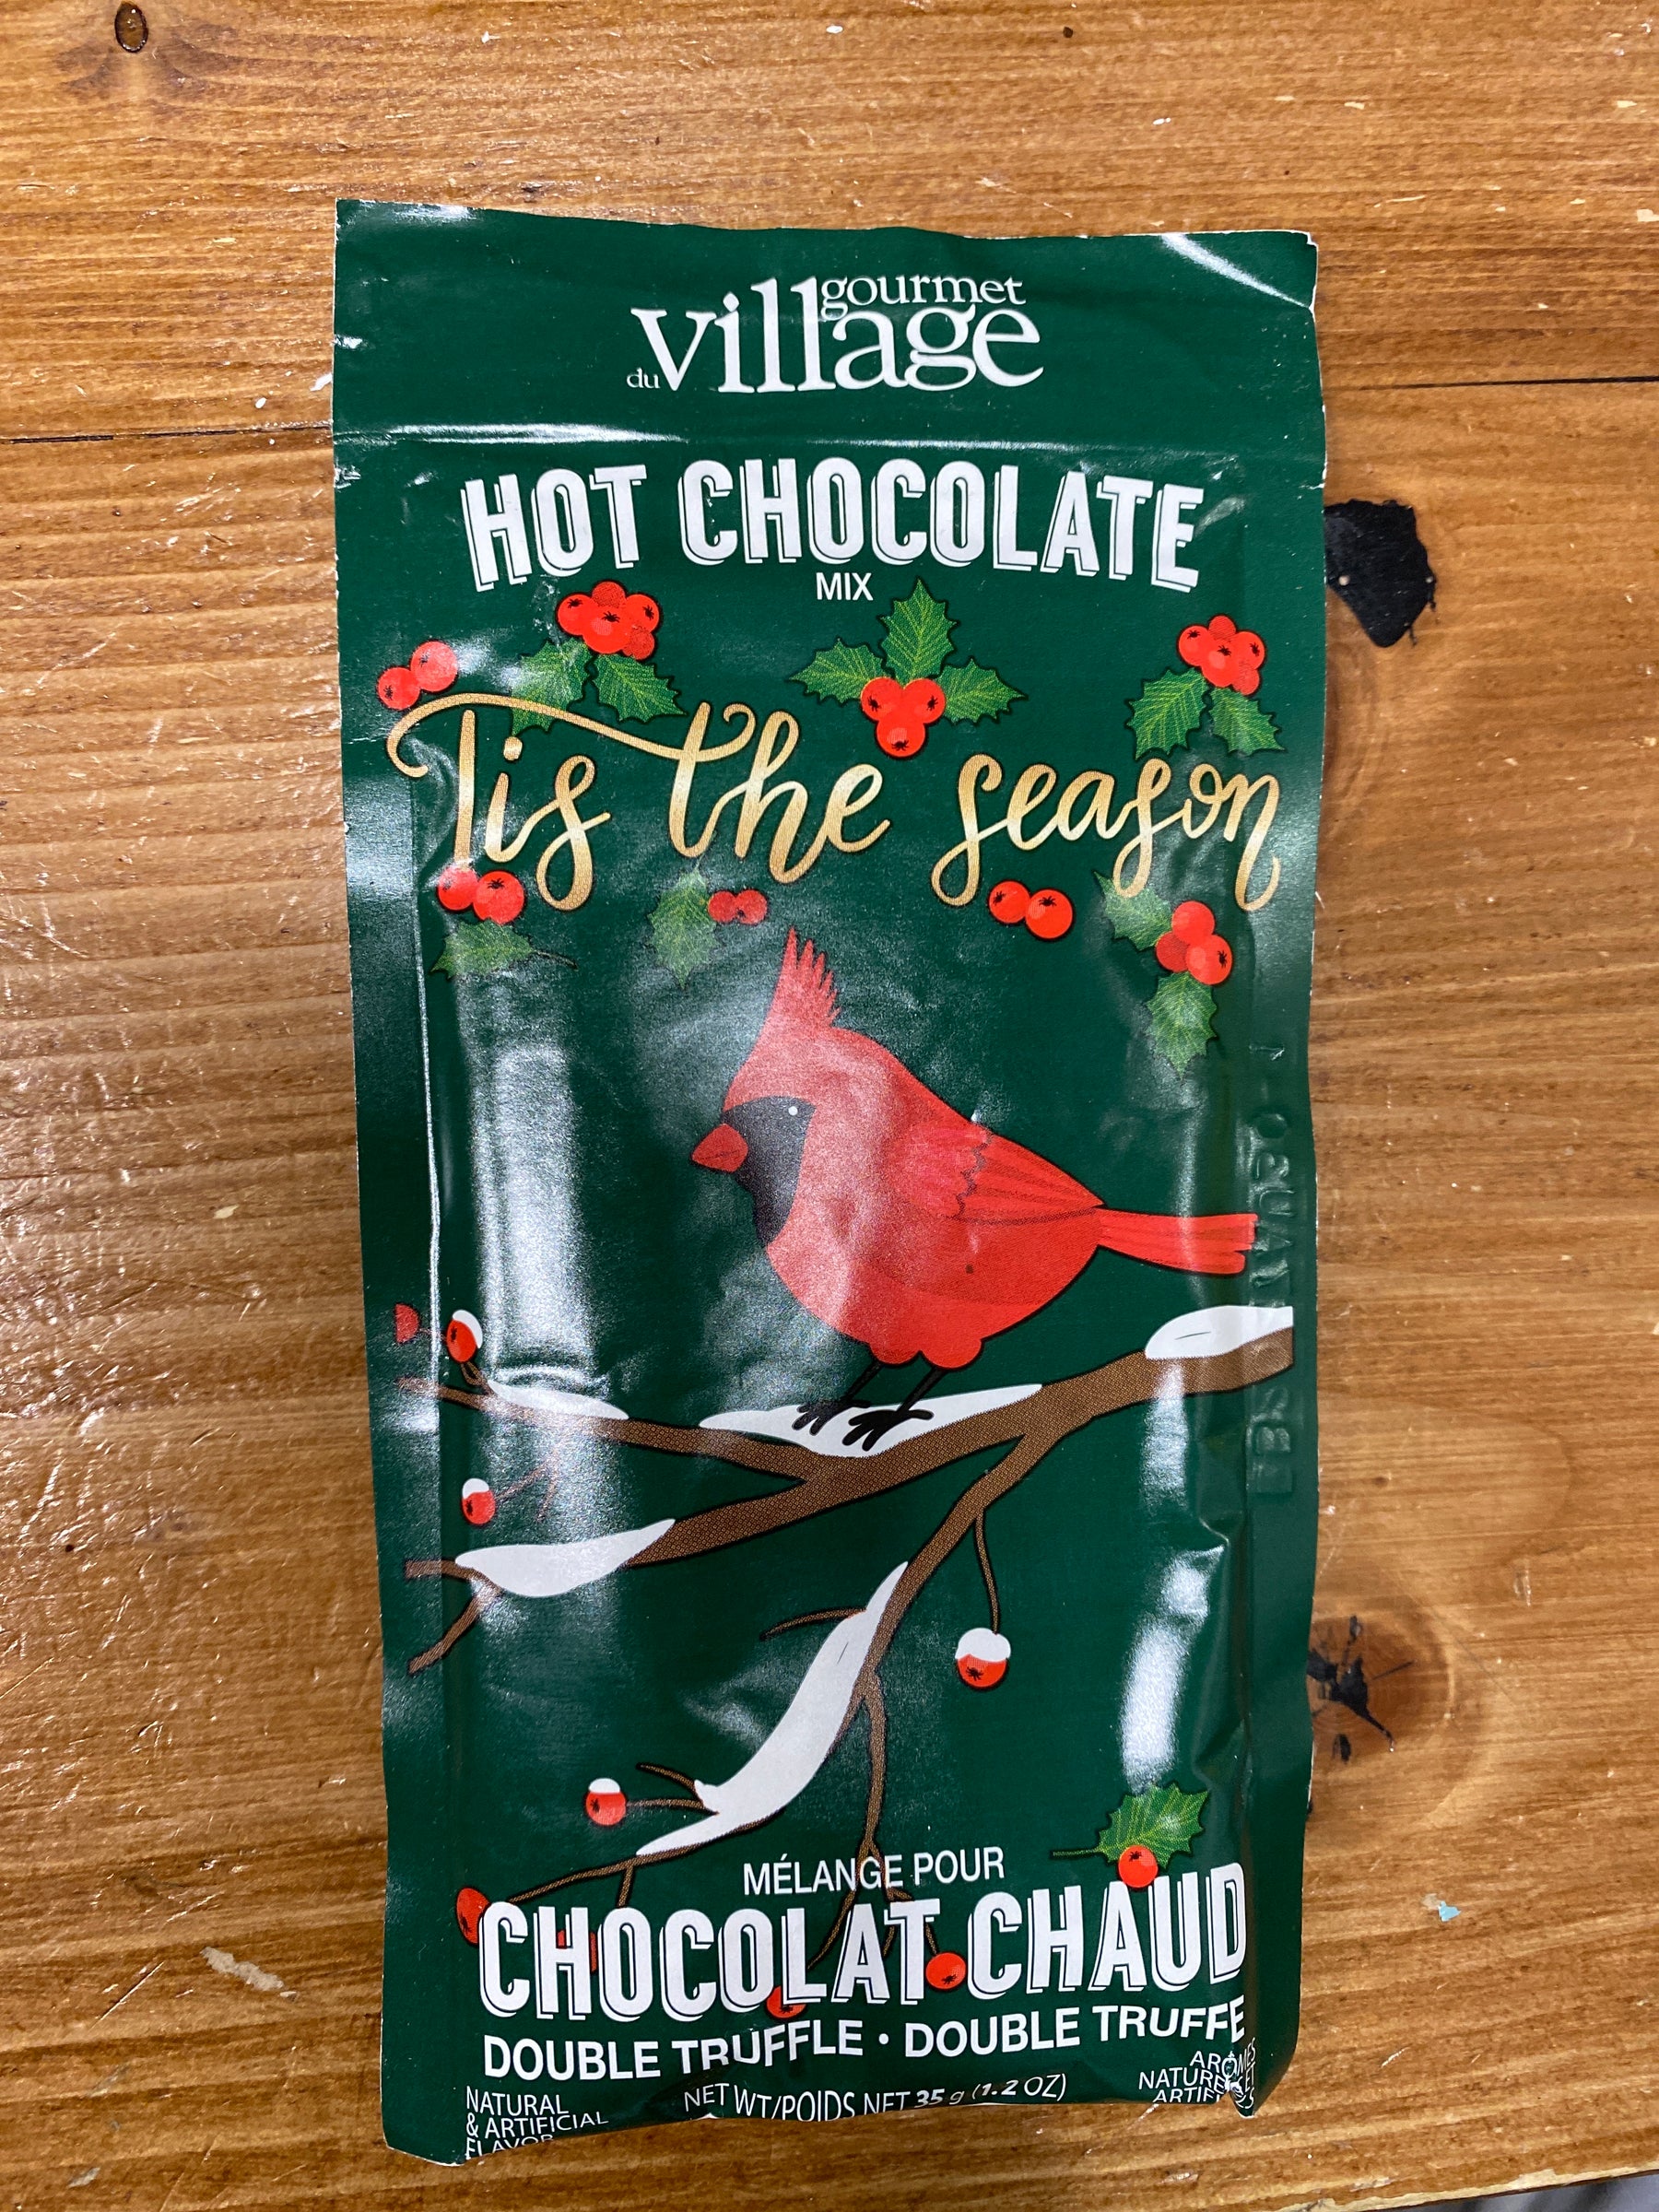 gourmet
du village
HOT CHOCOLATE
MIX
Tis the season
MÉLANGE POUR
CHOCOLAT CHAUD
DOUBLE TRUFFLE • DOUBLE TRUFFE
NATURAL
& ARTIFICIAL
FLAVOR
NET WT/POIDS NET 35 g (1.2 OZ)